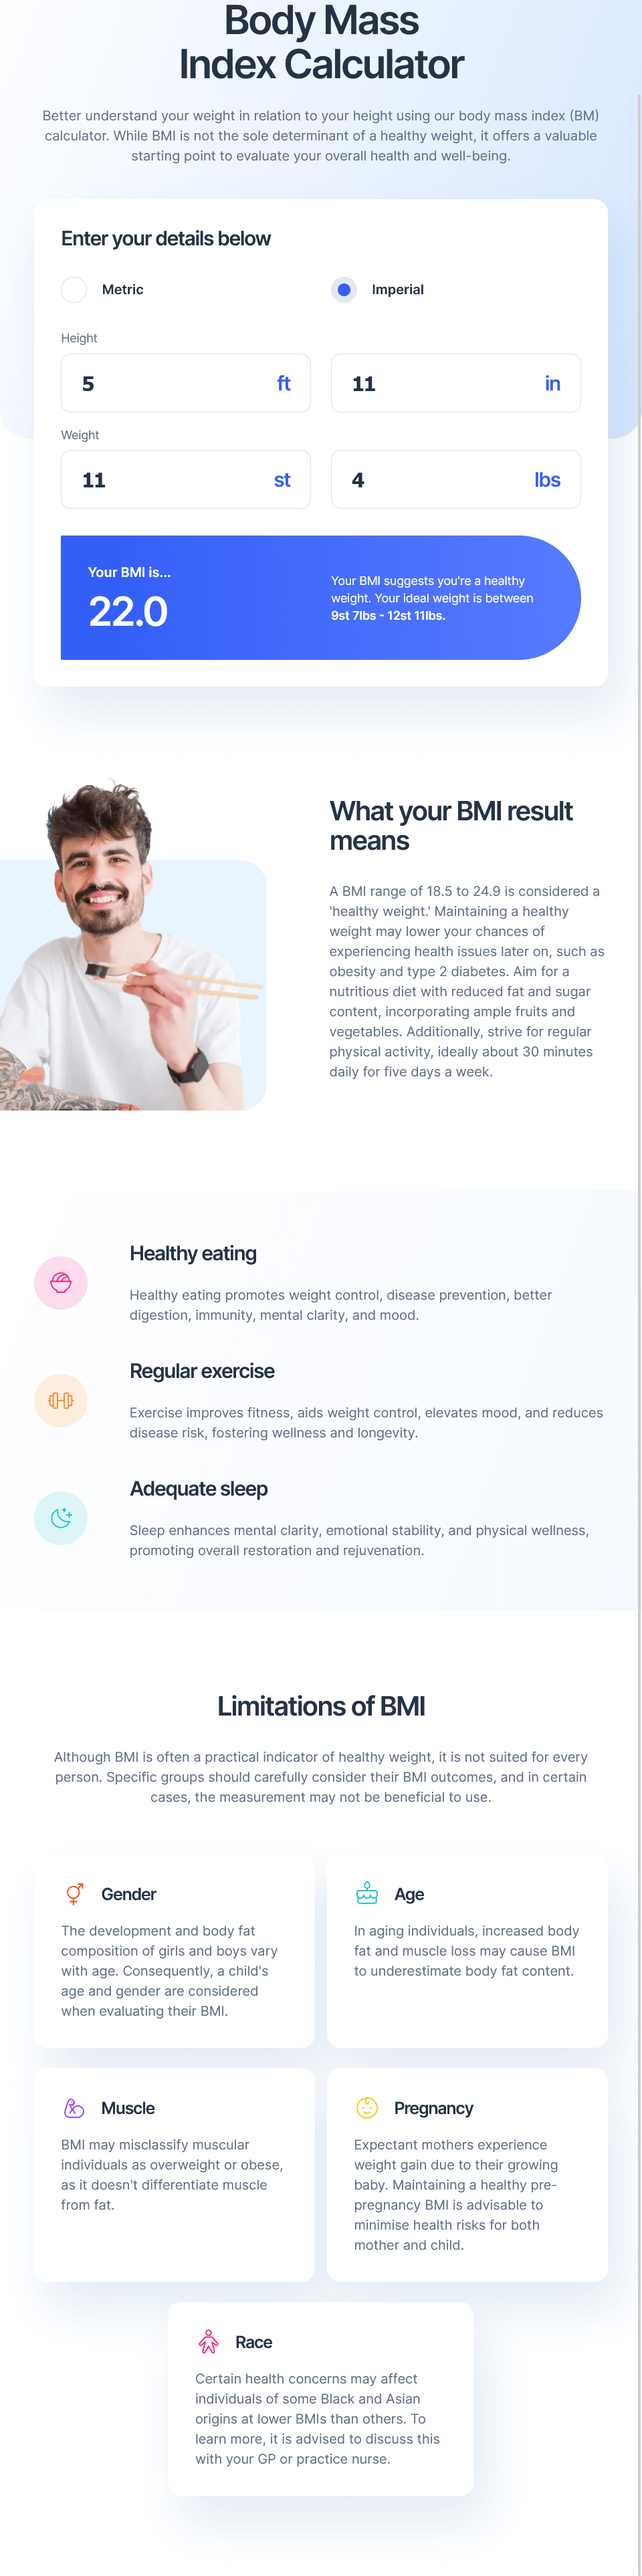 Body Mass
Index Calculator
Better understand your weight in relation to your height using our body mass index (BM)
calculator. While BMI is not the sole determinant of a healthy weight, it offers a valuable
starting point to evaluate your overall health and well-being.
Enter your details below
Metric
Imperial
Height
5 ft
11 in
Weight
11 st
4 lbs
Your BMI is...
22.0
Your BMI suggests you're a healthy
weight. Your ideal weight is between
9st 7lbs - 12st 11lbs.
What your BMI result
means
A BMI range of 18.5 to 24.9 is considered a
'healthy weight.' Maintaining a healthy
weight may lower your chances of
experiencing health issues later on, such as
obesity and type 2 diabetes. Aim for a
nutritious diet with reduced fat and sugar
content, incorporating ample fruits and
vegetables. Additionally, strive for regular
physical activity, ideally about 30 minutes
daily for five days a week.
Healthy eating
Healthy eating promotes weight control, disease prevention, better
digestion, immunity, mental clarity, and mood.
Regular exercise
Exercise improves fitness, aids weight control, elevates mood, and reduces
disease risk, fostering wellness and longevity.
Adequate sleep
Sleep enhances mental clarity, emotional stability, and physical wellness,
promoting overall restoration and rejuvenation.
Limitations of BMI
Although BMI is often a practical indicator of healthy weight, it is not suited for every
person. Specific groups should carefully consider their BMI outcomes, and in certain
cases, the measurement may not be beneficial to use.
Gender
The development and body fat
composition of girls and boys vary
with age. Consequently, a child's
age and gender are considered
when evaluating their BMI.
Age
In aging individuals, increased body
fat and muscle loss may cause BMI
to underestimate body fat content.
Muscle
BMI may misclassify muscular
individuals as overweight or obese,
as it doesn't differentiate muscle
from fat.
Pregnancy
Expectant mothers experience
weight gain due to their growing
baby. Maintaining a healthy pre-
pregnancy BMI is advisable to
minimise health risks for both
mother and child.
Race
Certain health concerns may affect
individuals of some Black and Asian
origins at lower BMIs than others. To
learn more, it is advised to discuss this
with your GP or practice nurse.